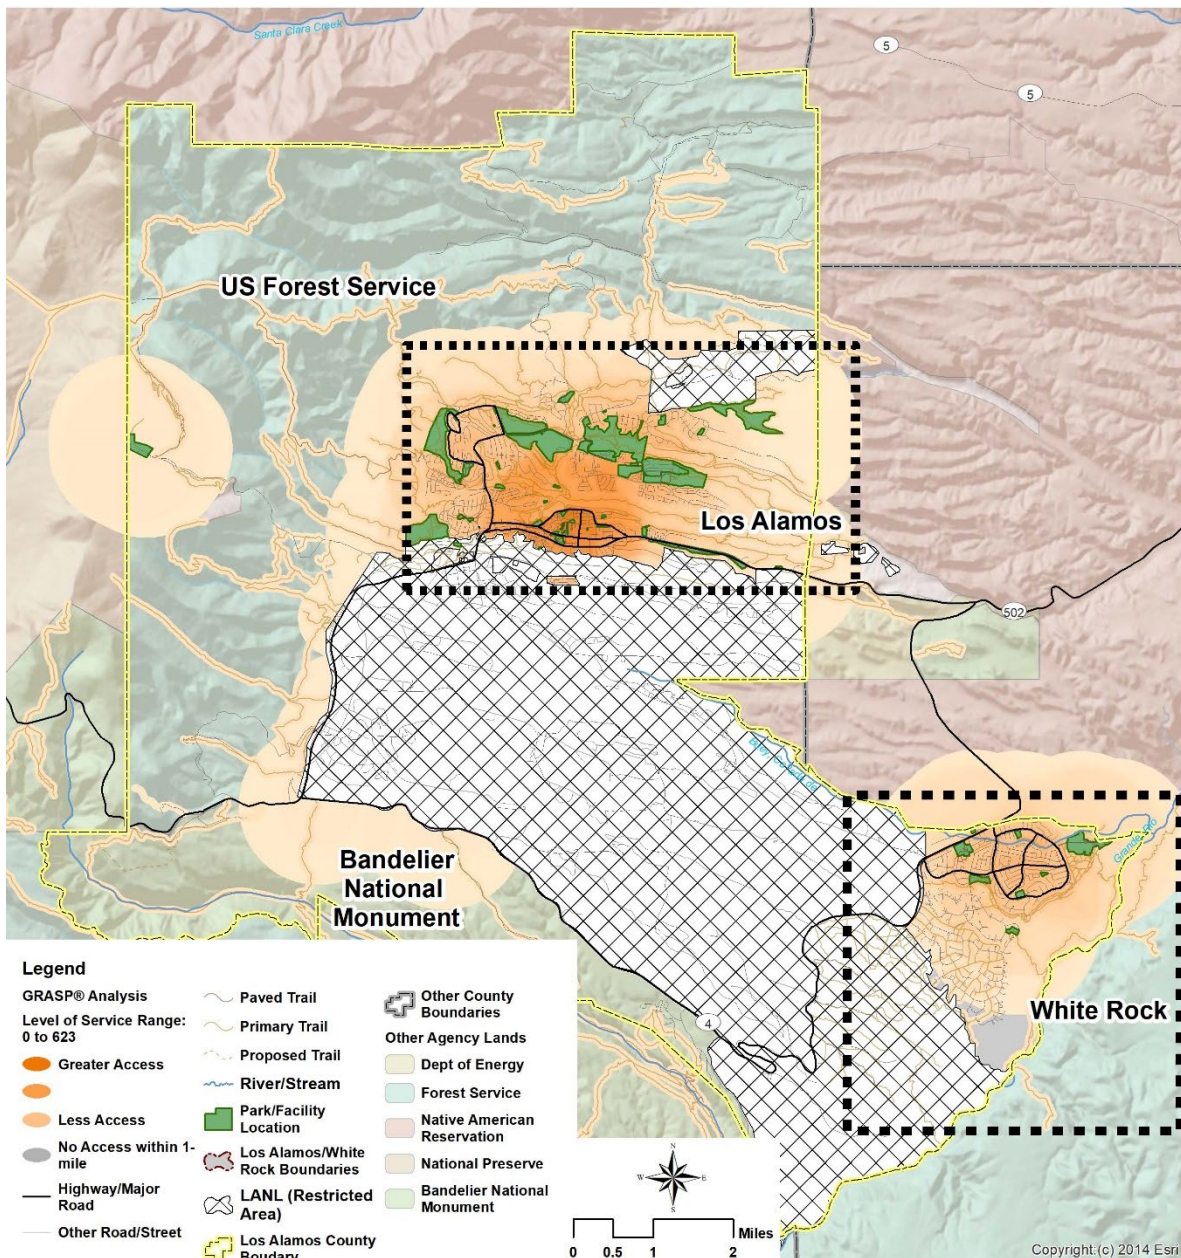 Santa Clara Creek
5
5
US Forest Service
Los Alamos
502
Bandelier
National
Monument
4
White Rock
Legend
GRASP® Analysis
Level of Service Range:
0 to 623
Greater Access
Less Access
No Access within 1-
mile
Highway/Major
Road
Other Road/Street
Paved Trail
Primary Trail
Proposed Trail
River/Stream
Park/Facility
Location
Los Alamos/White
Rock Boundaries
LANL (Restricted
Area)
Los Alamos County
Boudary
Other County
Boundaries
Other Agency Lands
Dept of Energy
Forest Service
Native American
Reservation
National Preserve
Bandelier National
Monument
N
W
E
S
Miles
0 0.5 1 2
Copyright:(c) 2014 Esri